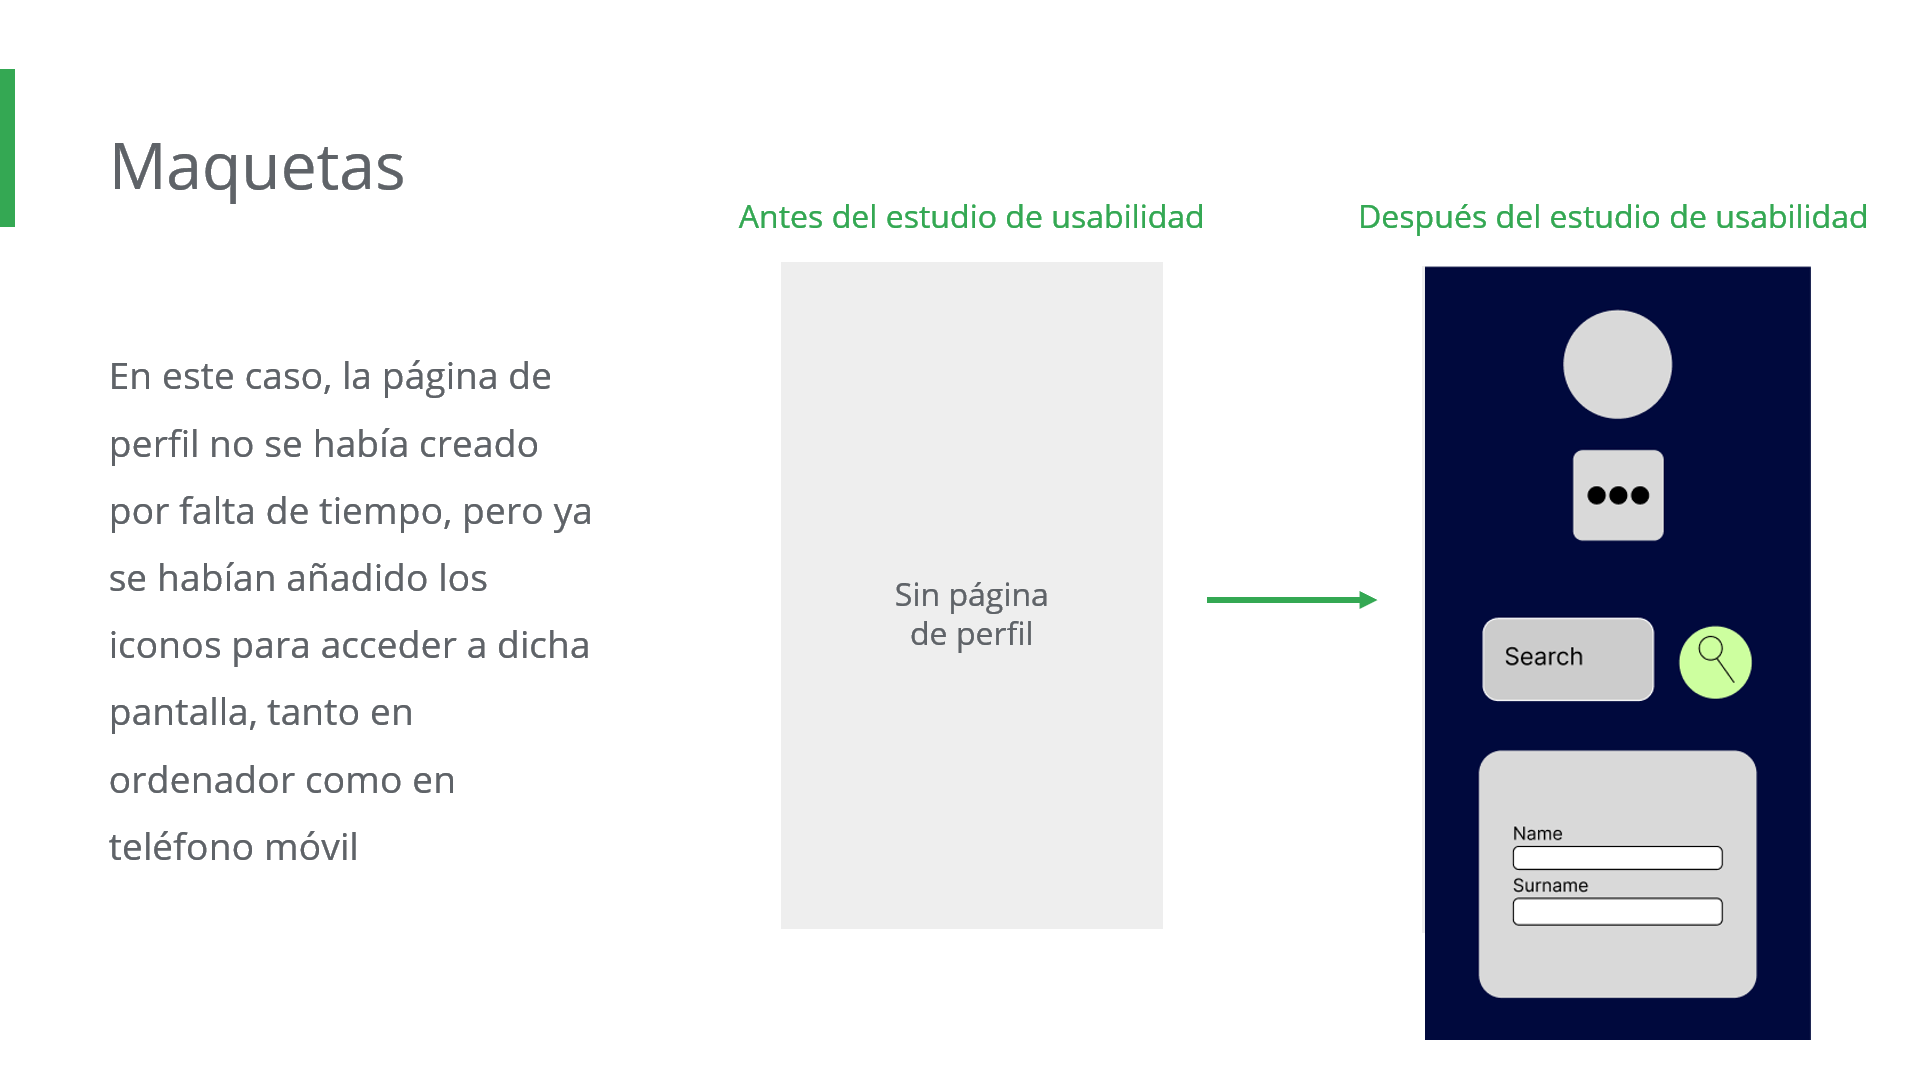 Maquetas
En este caso, la página de
perfil no se había creado
por falta de tiempo, pero ya
se habían añadido los
iconos para acceder a dicha
pantalla, tanto en
ordenador como en
teléfono móvil
Antes del estudio de usabilidad
Sin página
de perfil
Después del estudio de usabilidad
Search
Name
Surname